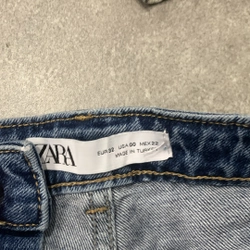 ZARA
EUR 32 USA 00 MEX 22
MADE IN TURKEY